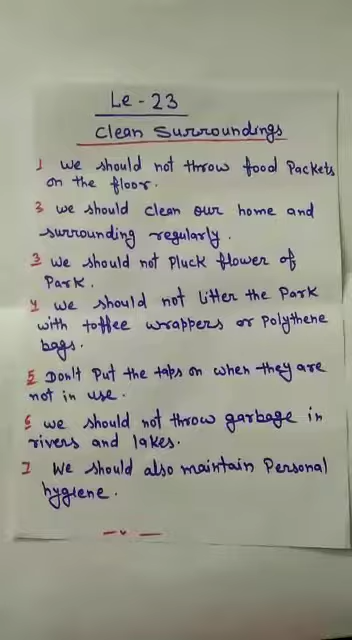 Le - 23
Clean Surroundings
1 We should not throw food Packets
on the floor.
3 we should clean our home and
surrounding regularly.
3 we should not Pluck flower of
Park.
4 we should not litter the Park
with toffee wrappers or Polythene
bags.
5 Don't Put the taps on when they are
not in use.
6 we should not throw garbage in
rivers and lakes.
7 We should also maintain Personal
hygiene.